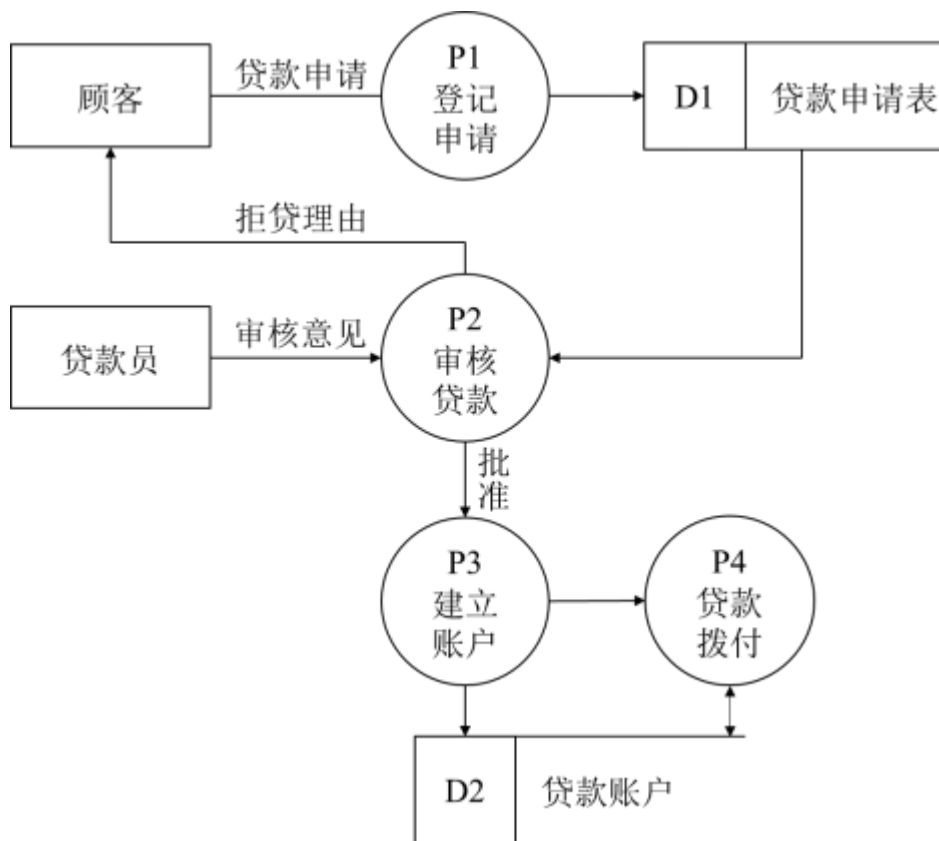 顾客
贷款申请
P1
登记
申请
D1
贷款申请表
拒贷理由
贷款员
审核意见
P2
审核
贷款
批
准
P3
建立
账户
P4
贷款
拨付
D2
贷款账户